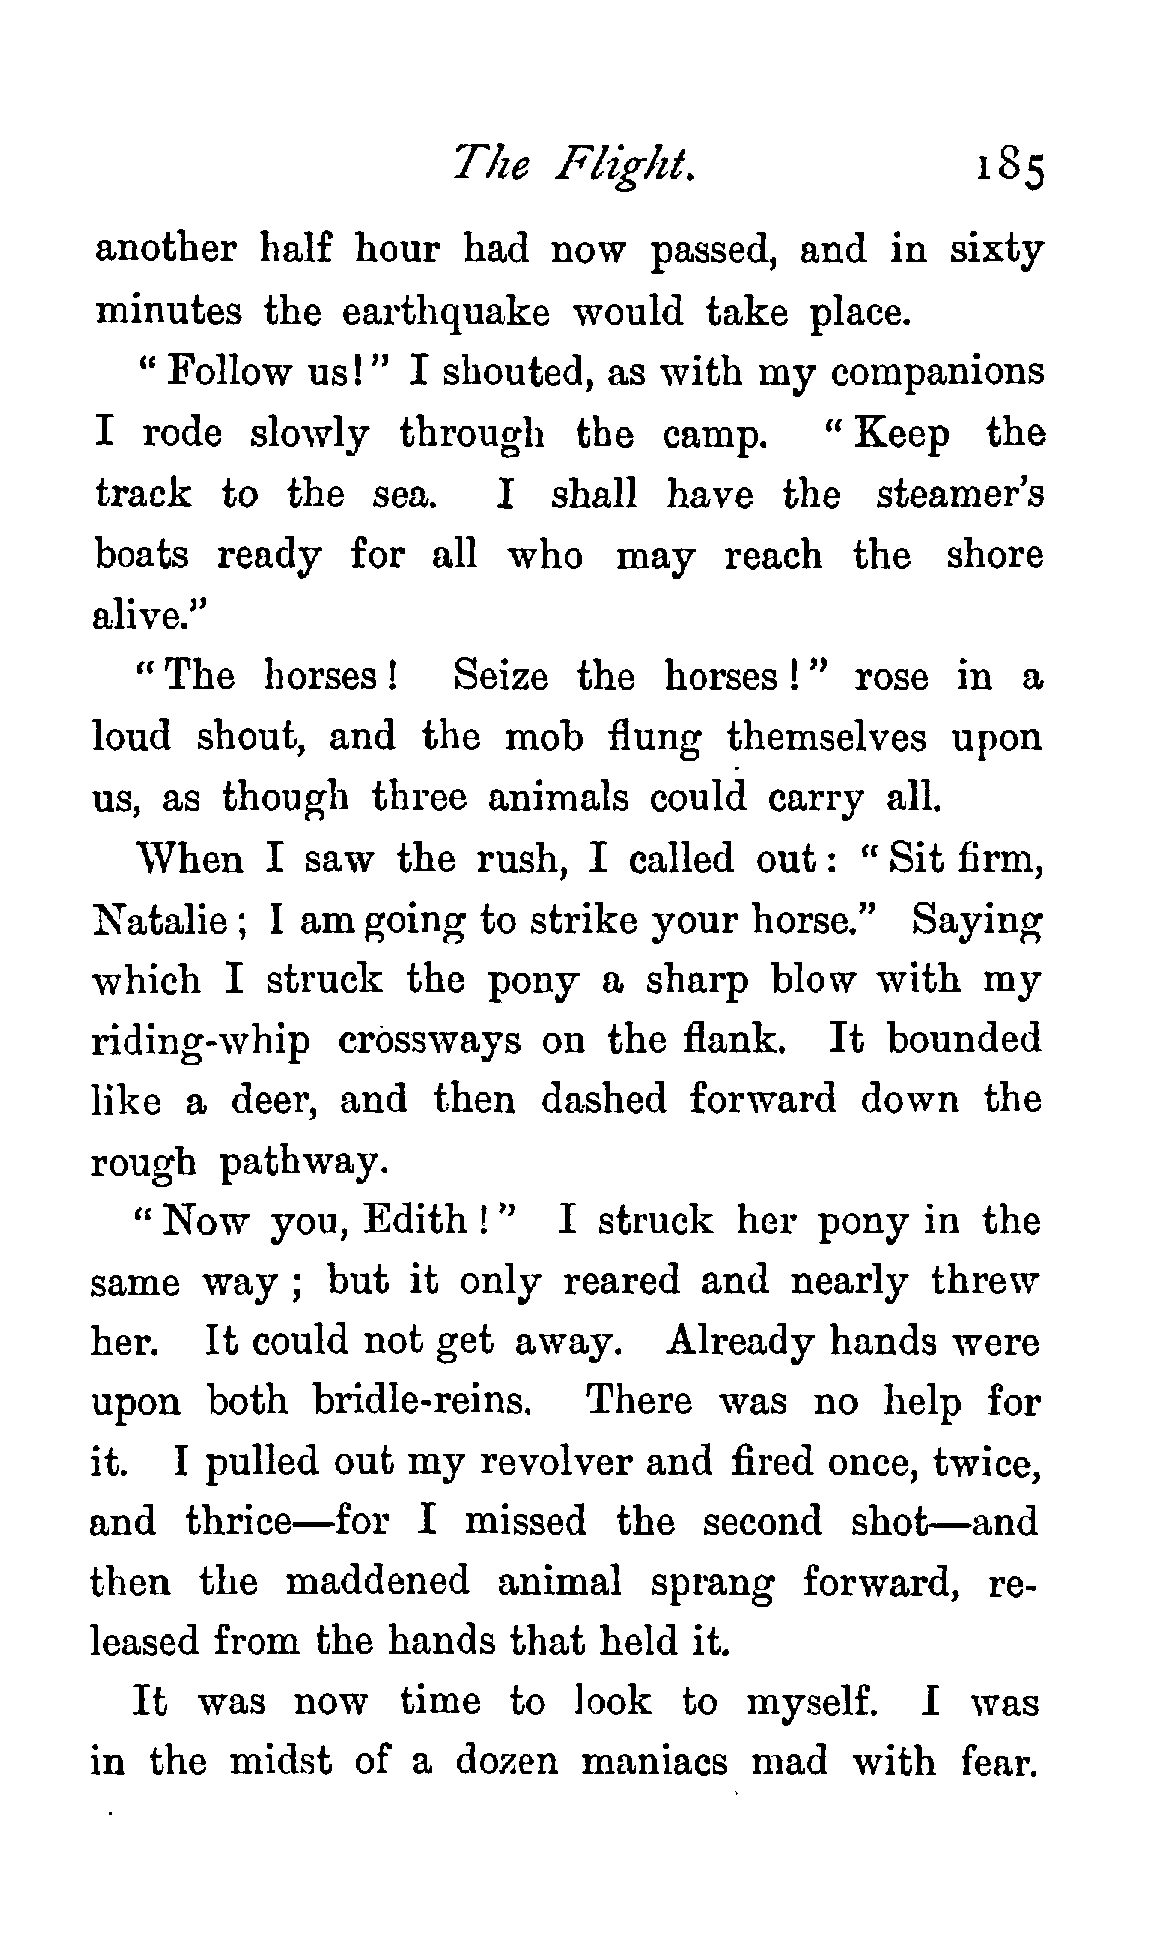 The Flight. 185
another half hour had now passed, and in sixty
minutes the earthquake would take place.
“ Follow us! ” I shouted, as with my companions
I rode slowly through the camp. “ Keep the
track to the sea. I shall have the steamer’s
boats ready for all who may reach the shore
alive.”
“ The horses ! Seize the horses ! ” rose in a
loud shout, and the mob flung themselves upon
us, as though three animals could carry all.
When I saw the rush, I called out : “ Sit firm,
Natalie ; I am going to strike your horse.” Saying
which I struck the pony a sharp blow with my
riding-whip crossways on the flank. It bounded
like a deer, and then dashed forward down the
rough pathway.
“ Now you, Edith ! ” I struck her pony in the
same way ; but it only reared and nearly threw
her. It could not get away. Already hands were
upon both bridle-reins. There was no help for
it. I pulled out my revolver and fired once, twice,
and thrice—for I missed the second shot—and
then the maddened animal sprang forward, re-
leased from the hands that held it.
It was now time to look to myself. I was
in the midst of a dozen maniacs mad with fear.